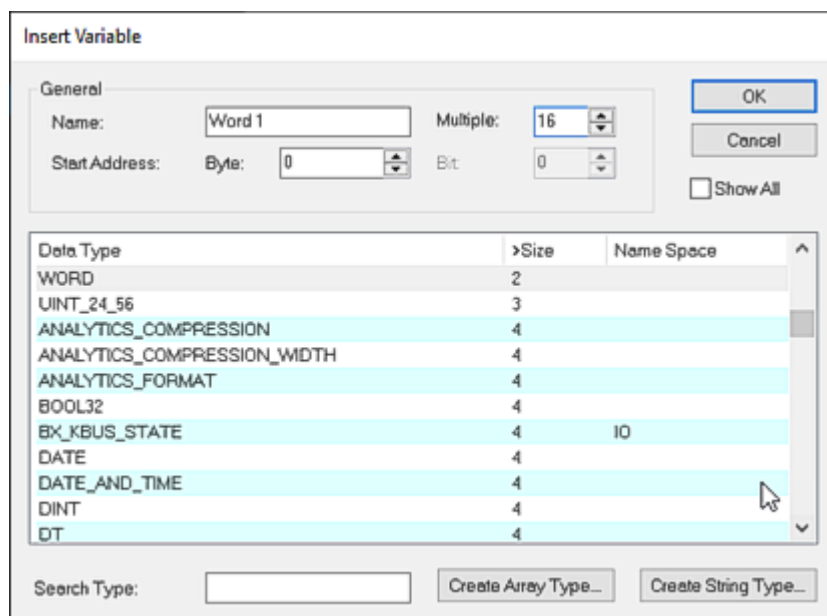 Insert Variable
General
Name: Word 1 Multiple: 16
Start Address: Byte: 0 Bit: 0
OK
Cancel
Show All
Data Type >Size Name Space
WORD 2
UINT_24_56 3
ANALYTICS_COMPRESSION 4
ANALYTICS_COMPRESSION_WIDTH 4
ANALYTICS_FORMAT 4
BOOL32 4
BX_KBUS_STATE 4 IO
DATE 4
DATE_AND_TIME 4
DINT 4
DT 4
Search Type: Create Array Type... Create String Type...